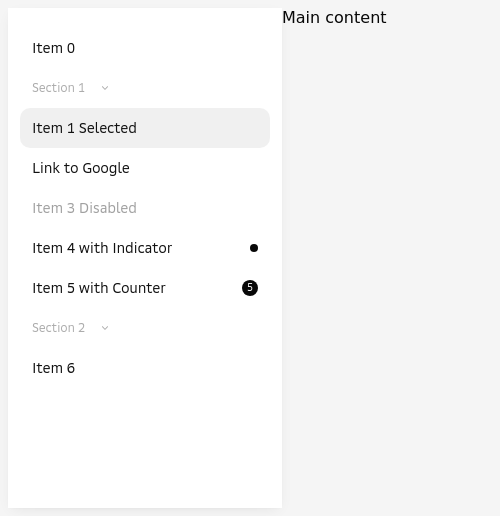 Item 0
Section 1
Item 1 Selected
Link to Google
Item 3 Disabled
Item 4 with Indicator
Item 5 with Counter 5
Section 2
Item 6
Main content